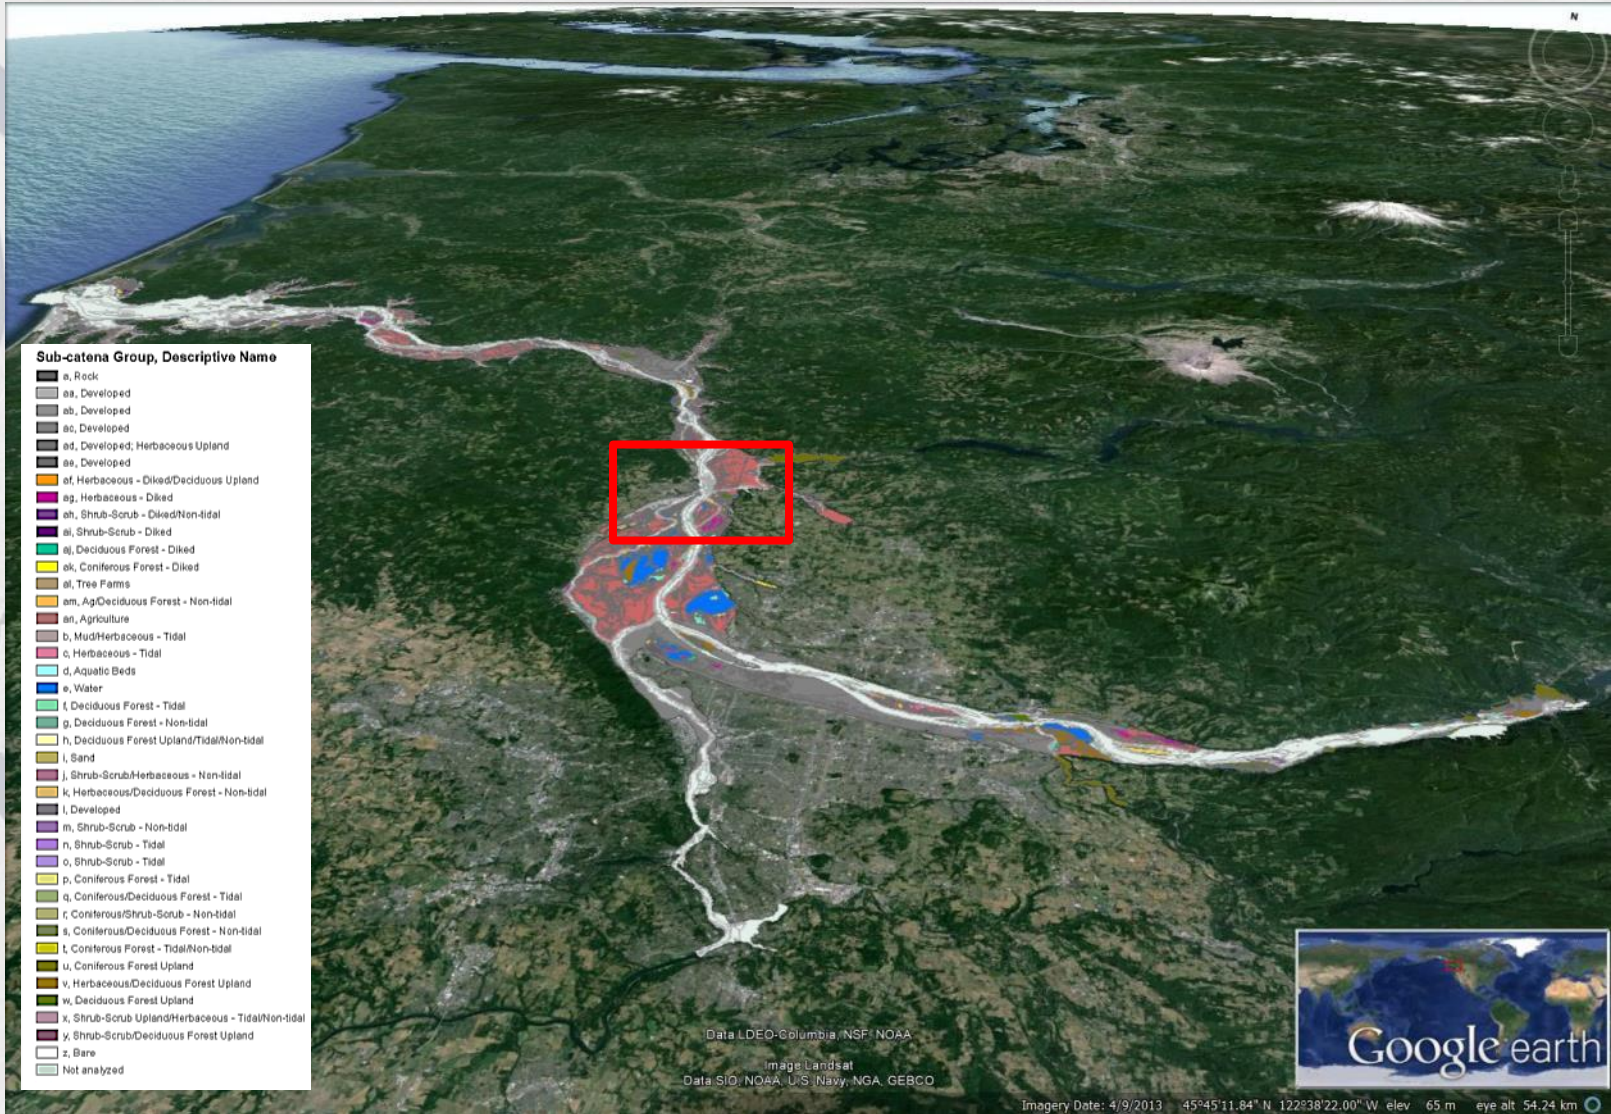 N
Sub-catena Group, Descriptive Name
a, Rock
aa, Developed
ab, Developed
ac, Developed
ad, Developed; Herbaceous Upland
ae, Developed
af, Herbaceous - Diked/Deciduous Upland
ag, Herbaceous - Diked
ah, Shrub-Scrub - Diked/Non-tidal
ai, Shrub-Scrub - Diked
aj, Deciduous Forest - Diked
ak, Coniferous Forest - Diked
al, Tree Farms
am, Ag/Deciduous Forest - Non-tidal
an, Agriculture
b, Mud/Herbaceous - Tidal
c, Herbaceous - Tidal
d, Aquatic Beds
e, Water
f, Deciduous Forest - Tidal
g, Deciduous Forest - Non-tidal
h, Deciduous Forest Upland/Tidal/Non-tidal
i, Sand
j, Shrub-Scrub/Herbaceous - Non-tidal
k, Herbaceous/Deciduous Forest - Non-tidal
l, Developed
m, Shrub-Scrub - Non-tidal
n, Shrub-Scrub - Tidal
o, Shrub-Scrub - Tidal
p, Coniferous Forest - Tidal
q, Coniferous/Deciduous Forest - Tidal
r, Coniferous/Shrub-Scrub - Non-tidal
s, Coniferous/Deciduous Forest - Non-tidal
t, Coniferous Forest - Tidal/Non-tidal
u, Coniferous Forest Upland
v, Herbaceous/Deciduous Forest Upland
w, Deciduous Forest Upland
x, Shrub-Scrub Upland/Herbaceous - Tidal/Non-tidal
y, Shrub-Scrub/Deciduous Forest Upland
z, Bare
Not analyzed
Data LDEO-Columbia, NSF, NOAA
Image Landsat
Data SIO, NOAA, U.S. Navy, NGA, GEBCO
Google earth
Imagery Date: 4/9/2013 45°45'11.84" N 122°38'22.00" W elev 65 m eye alt 54.24 km